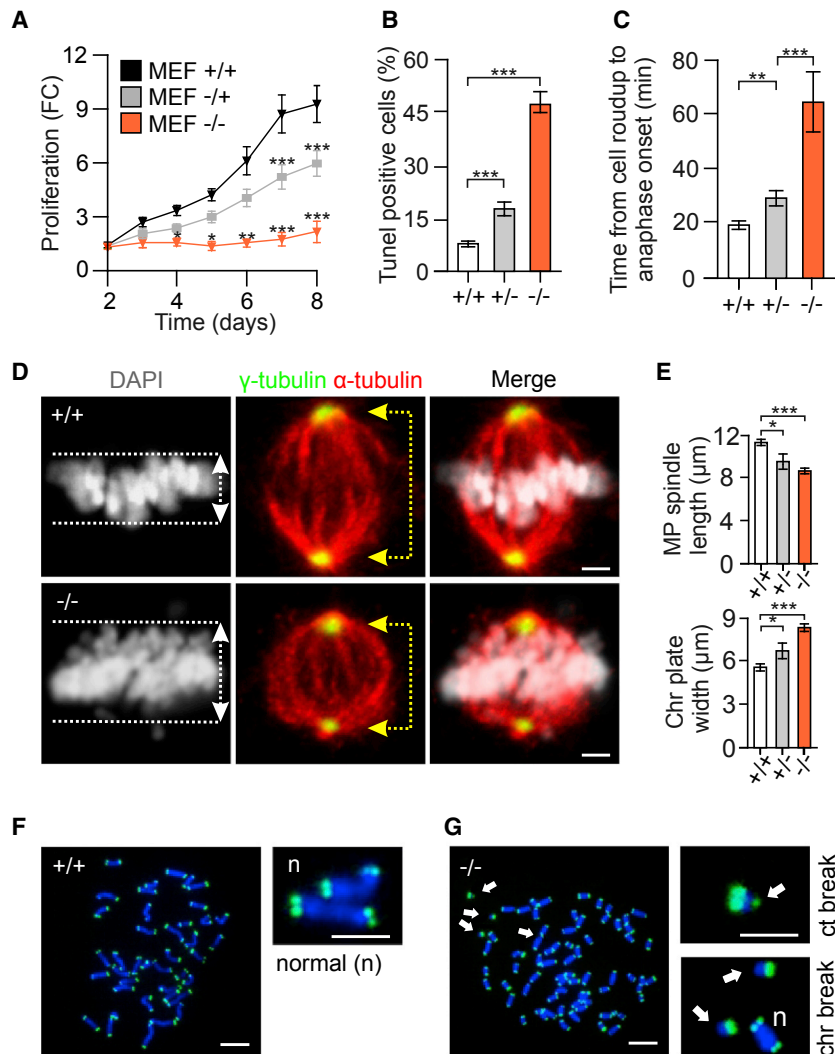 A
12
9
6
3
0
Proliferation (FC)
MEF +/+
MEF -/+
MEF -/-
***
***
*
*
**
***
***
2
4
6
8
Time (days)
B
60
45
30
15
0
Tunel positive cells (%)
***
***
+/+
+/-
-/-
C
80
60
40
20
0
Time from cell roudup to
anaphase onset (min)
**
***
+/+
+/-
-/-
D
DAPI
γ-tubulin α-tubulin
Merge
+/+
-/-
E
12
8
4
0
MP spindle
length (μm)
***
*
+/+
+/-
-/-
9
6
3
0
Chr plate
width (μm)
***
*
+/+
+/-
-/-
F
+/+
n
normal (n)
G
-/-
ct break
n
chr break